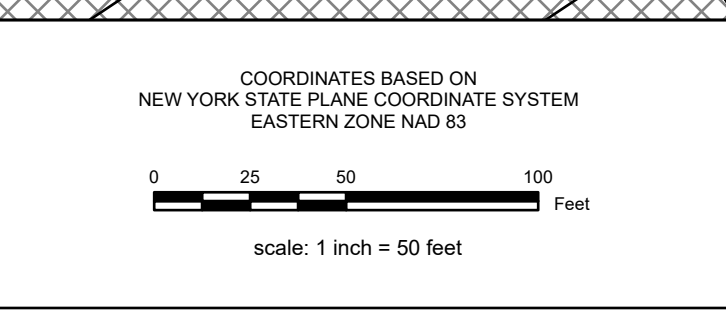 COORDINATES BASED ON
NEW YORK STATE PLANE COORDINATE SYSTEM
EASTERN ZONE NAD 83
0 25 50 100
Feet
scale: 1 inch = 50 feet